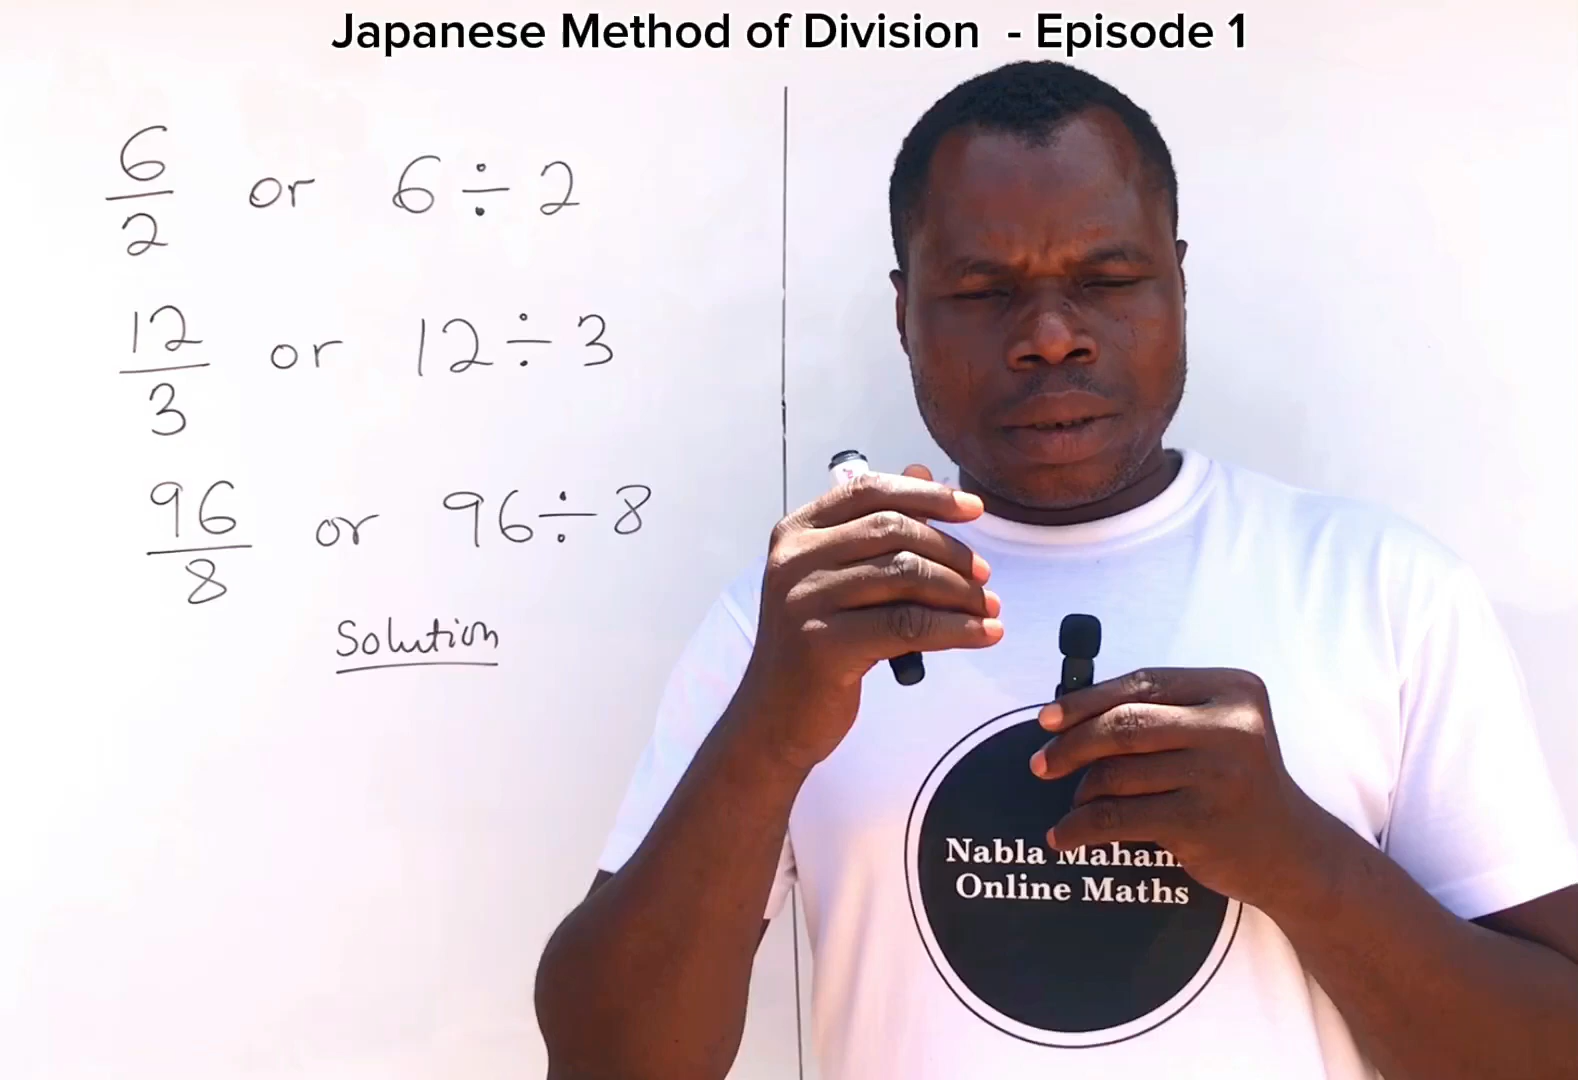 Japanese Method of Division - Episode 1
6/2 or 6 ÷ 2
12/3 or 12 ÷ 3
96/8 or 96 ÷ 8
Solution
Nabla
Online Maths